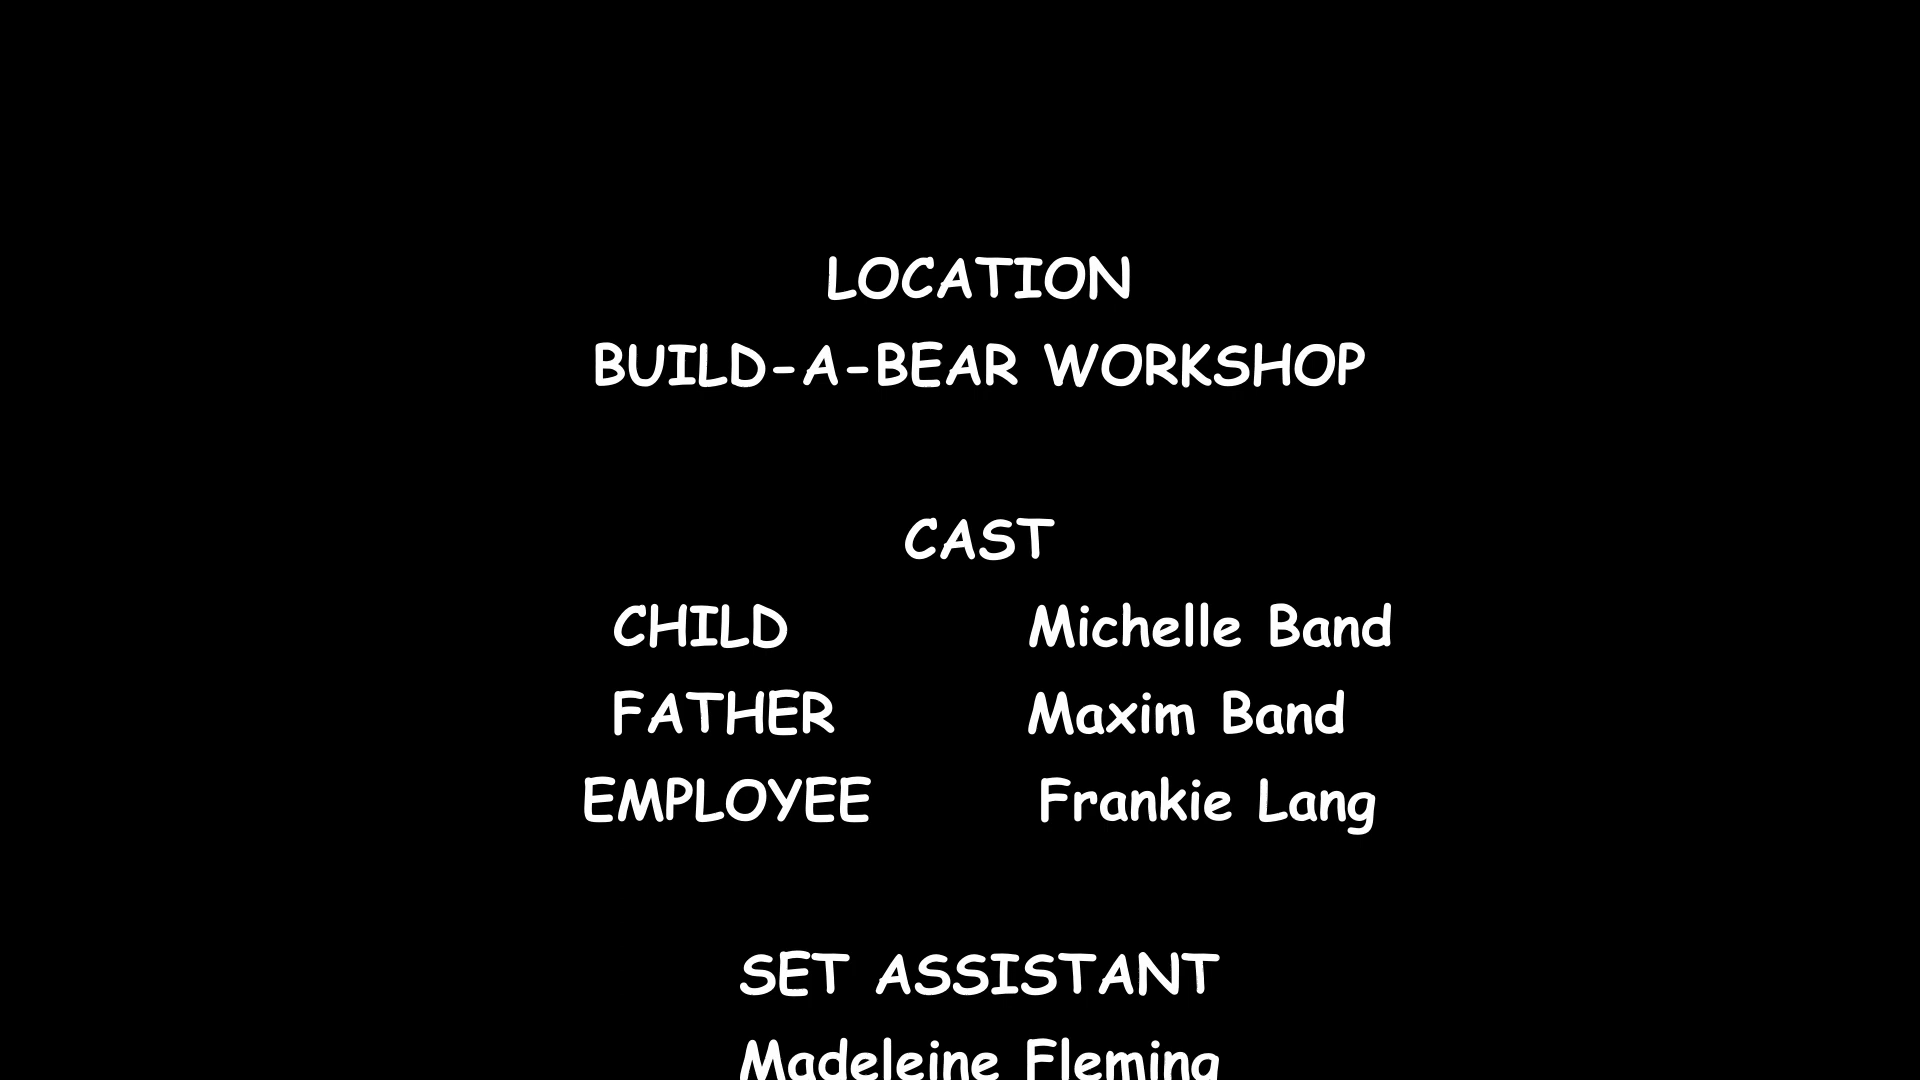 LOCATION
BUILD-A-BEAR WORKSHOP
CAST
CHILD Michelle Band
FATHER Maxim Band
EMPLOYEE Frankie Lang
SET ASSISTANT
Madeleine Fleming